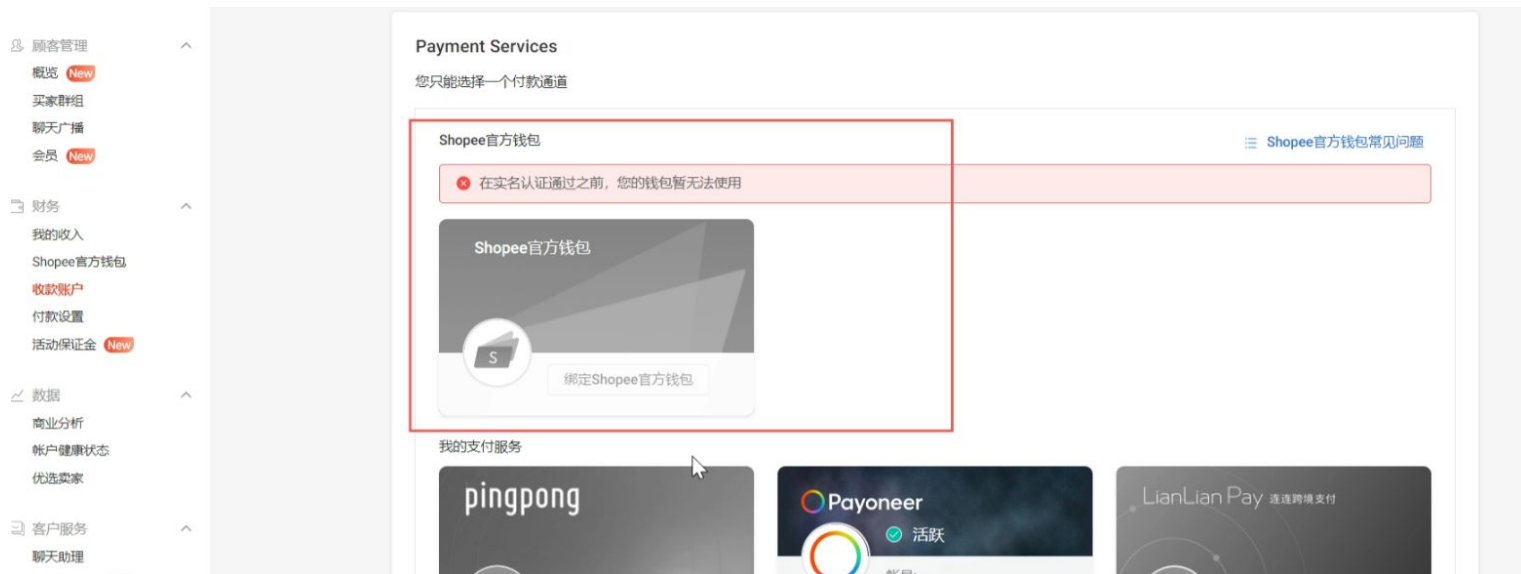 顾客管理
概览 New
买家群组
聊天广播
会员 New
财务
我的收入
Shopee官方钱包
收款账户
付款设置
活动保证金 New
数据
商业分析
帐户健康状态
优选卖家
客户服务
聊天助理
Payment Services
您只能选择一个付款通道
Shopee官方钱包
Shopee官方钱包常见问题
在实名认证通过之前，您的钱包暂无法使用
Shopee官方钱包
S
绑定Shopee官方钱包
我的支付服务
pingpong
Payoneer
活跃
LianLian Pay 连连跨境支付